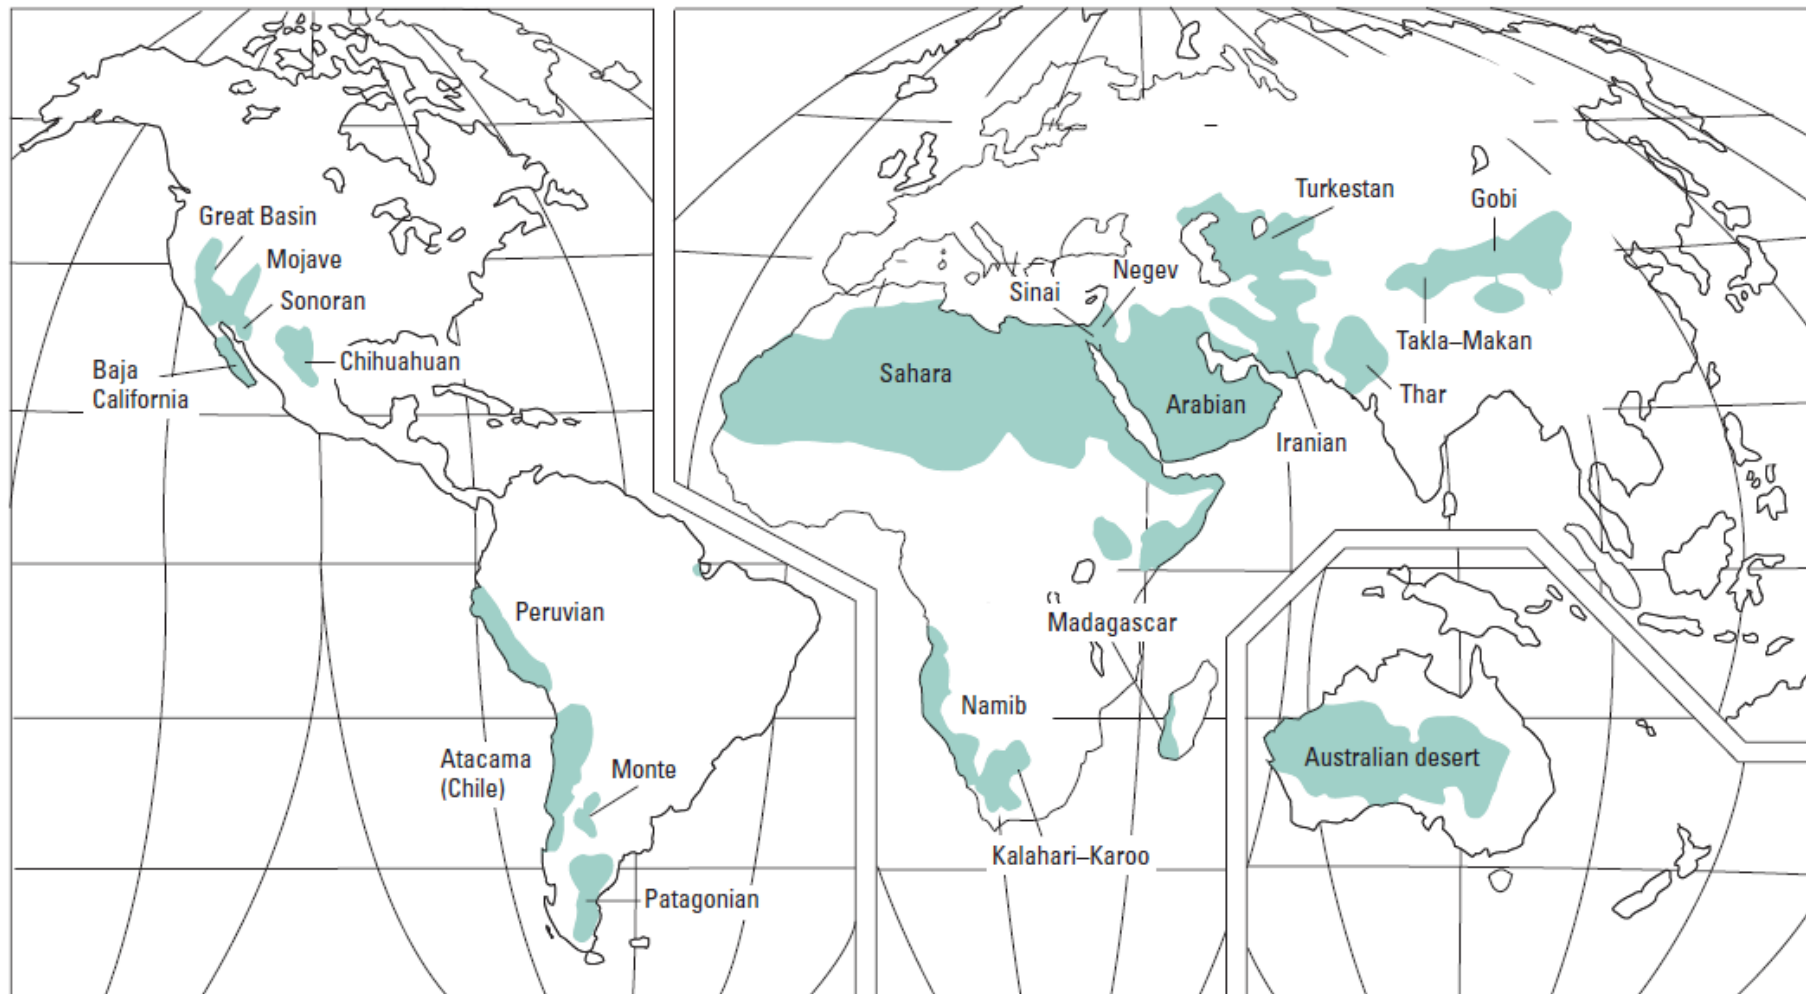 Great Basin
Mojave
Sonoran
Chihuahuan
Baja
California
Peruvian
Atacama
(Chile)
Monte
Patagonian
Turkestan
Gobi
Negev
Sinai
Takla–Makan
Sahara
Arabian
Thar
Iranian
Madagascar
Namib
Kalahari–Karoo
Australian desert